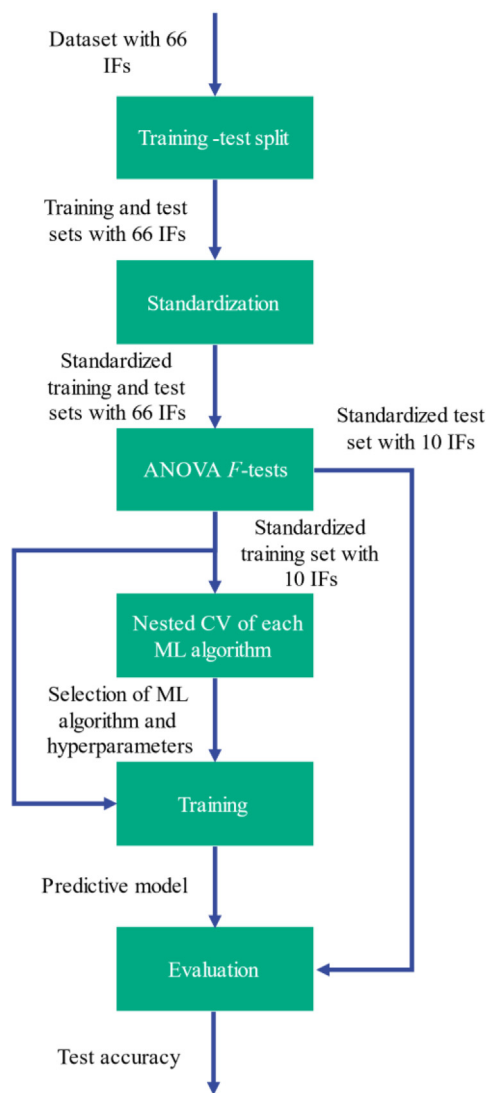 Dataset with 66
IFs
Training -test split
Training and test
sets with 66 IFs
Standardization
Standardized
training and test
sets with 66 IFs
Standardized test
set with 10 IFs
ANOVA F-tests
Standardized
training set with
10 IFs
Nested CV of each
ML algorithm
Selection of ML
algorithm and
hyperparameters
Training
Predictive model
Evaluation
Test accuracy